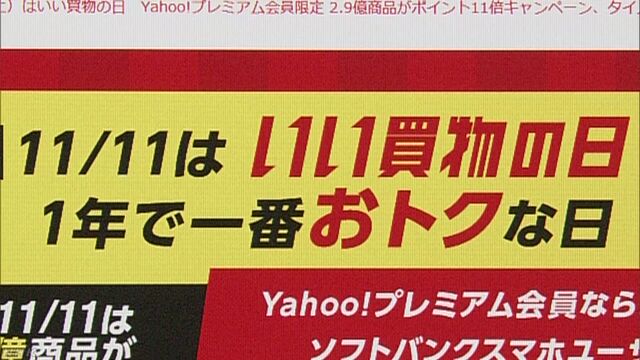 はいい買物の日 Yahoo!プレミアム会員限定 2.9億商品がポイント11倍キャンペーン、タイ
11/11は いい買物の日
1年で一番おトクな日
11/11は
億商品が
Yahoo!プレミアム会員なら
ソフトバンクスマホユー